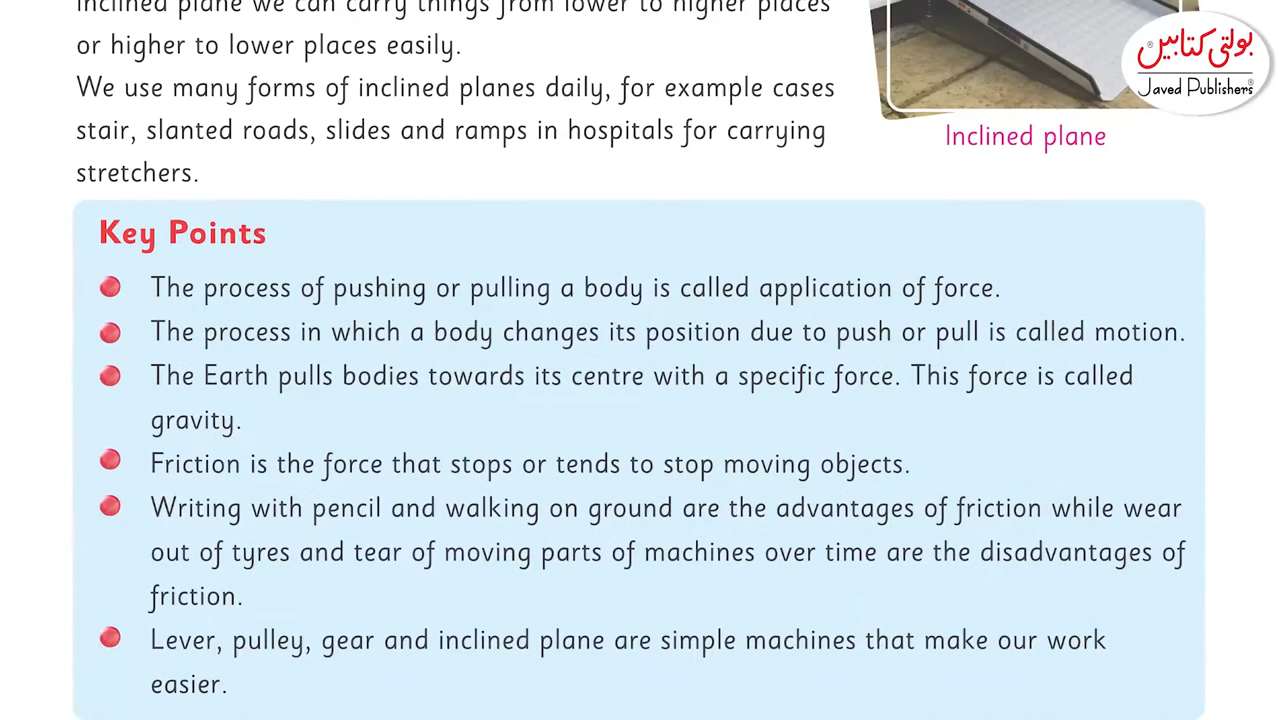 inclined plane we can carry things from lower to higher places
or higher to lower places easily.
We use many forms of inclined planes daily, for example cases
stair, slanted roads, slides and ramps in hospitals for carrying
stretchers.
بولتی کتابیں
Javed Publishers
Inclined plane
Key Points
The process of pushing or pulling a body is called application of force.
The process in which a body changes its position due to push or pull is called motion.
The Earth pulls bodies towards its centre with a specific force. This force is called
gravity.
Friction is the force that stops or tends to stop moving objects.
Writing with pencil and walking on ground are the advantages of friction while wear
out of tyres and tear of moving parts of machines over time are the disadvantages of
friction.
Lever, pulley, gear and inclined plane are simple machines that make our work
easier.